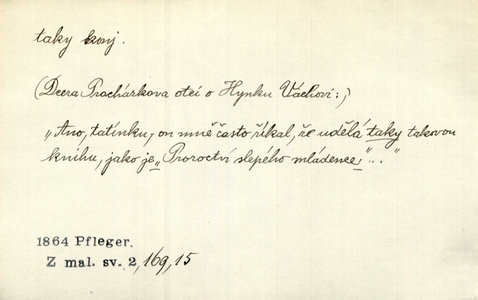 taky konj.
(Dcera Procházkova otci o Hynku Váchovi:)
"Ano, tatínku, on mně často říkal, že udělá taky takovou
knihu, jako je „Proroctví slepého mládence“..."
1864 Pfleger.
Z mal. sv. 2, 169, 15